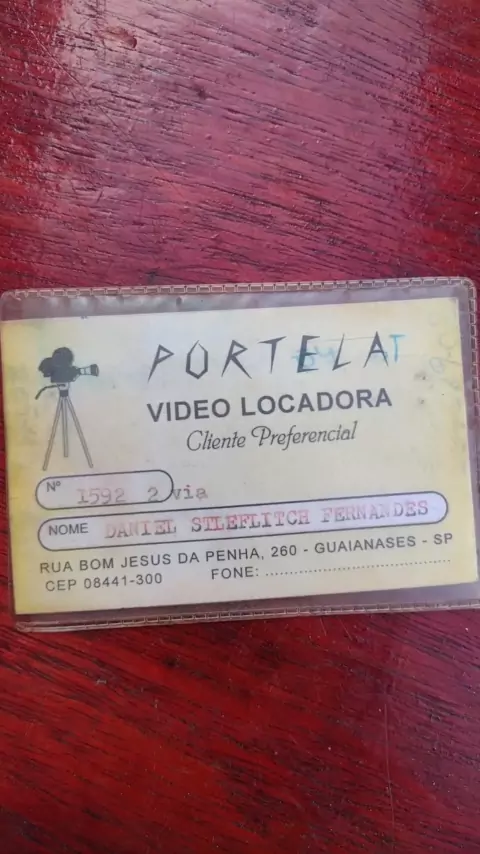 PORTELA
VIDEO LOCADORA
Cliente Preferencial
Nº 1592 2 via
NOME DANIEL STLEFLITCH FERNANDES
RUA BOM JESUS DA PENHA, 260 - GUAIANASES - SP
CEP 08441-300 FONE: ........................................